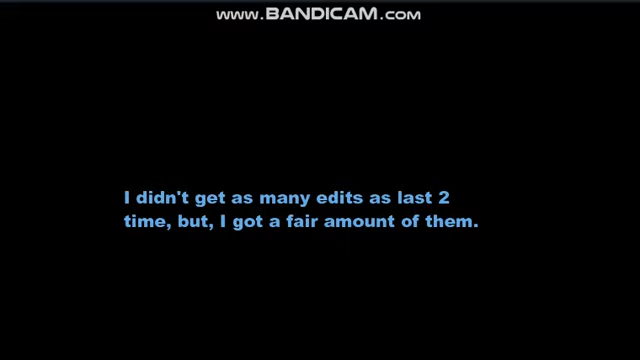 www.BANDICAM.com
I didn't get as many edits as last 2
time, but, I got a fair amount of them.